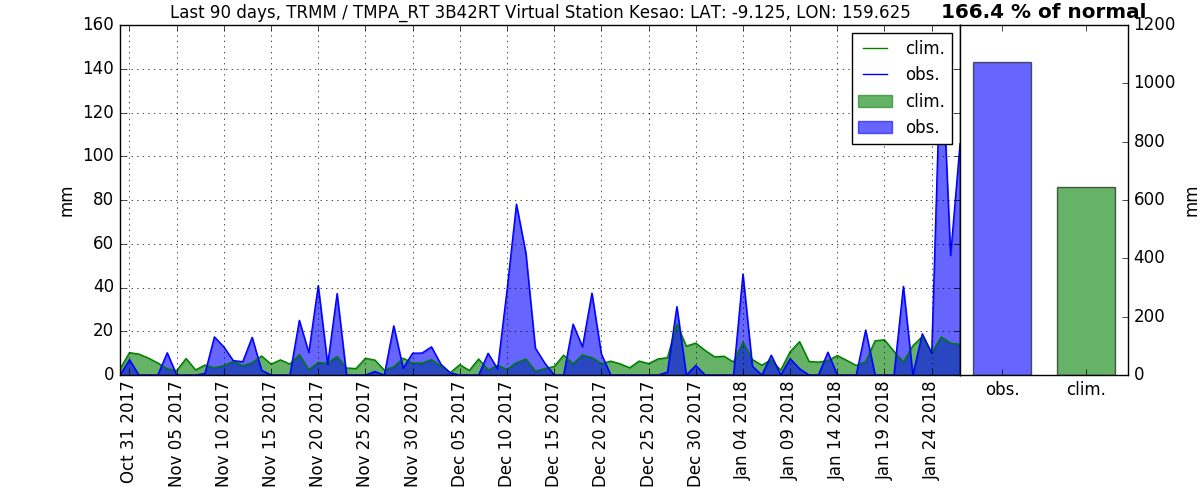 Last 90 days, TRMM / TMPA_RT 3B42RT Virtual Station Kesao: LAT: -9.125, LON: 159.625
166.4 % of normal
160
140
120
100
80
60
40
20
0
mm
clim.
obs.
clim.
obs.
1200
1000
800
600
400
200
0
mm
obs.
clim.
Oct 31 2017
Nov 05 2017
Nov 10 2017
Nov 15 2017
Nov 20 2017
Nov 25 2017
Nov 30 2017
Dec 05 2017
Dec 10 2017
Dec 15 2017
Dec 20 2017
Dec 25 2017
Dec 30 2017
Jan 04 2018
Jan 09 2018
Jan 14 2018
Jan 19 2018
Jan 24 2018